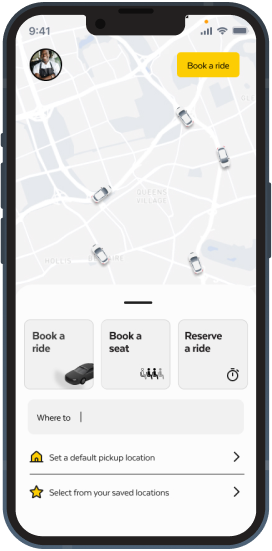 9:41
Book a ride
QUEENS
VILLAGE
HOLLIS
Book a
ride
Book a
seat
Reserve
a ride
Where to
Set a default pickup location
Select from your saved locations